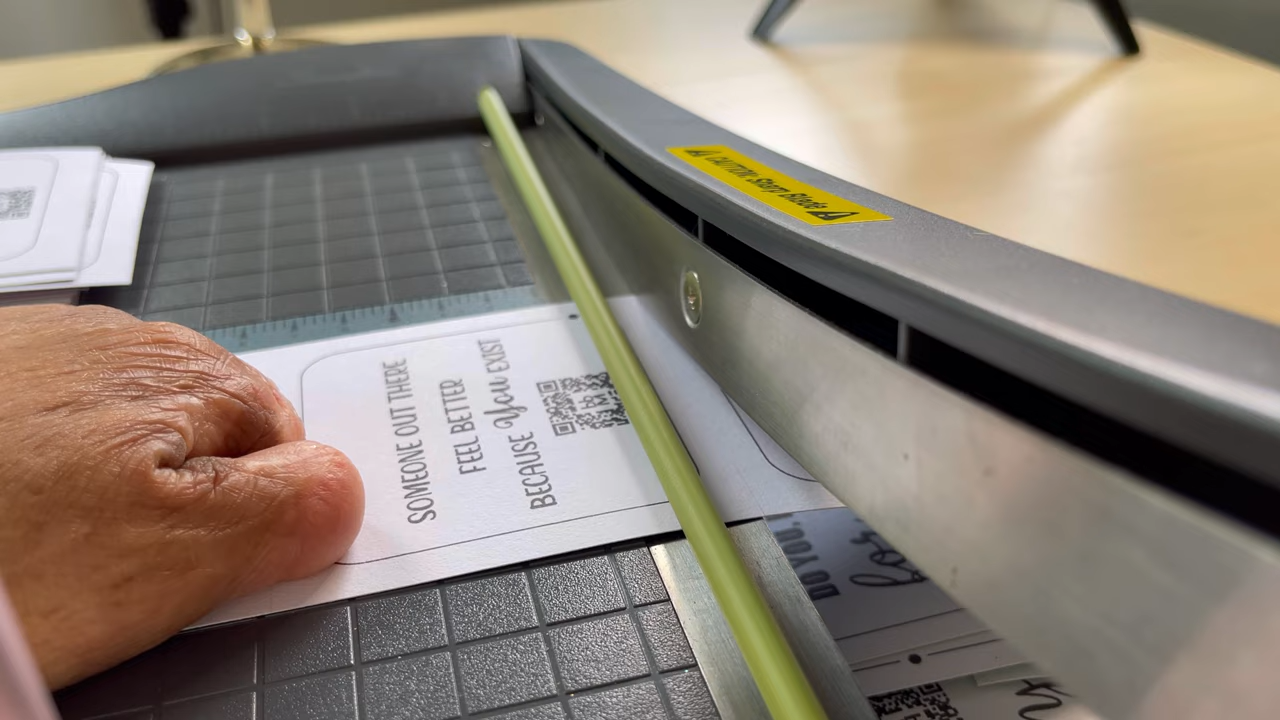 CAUTION: Sharp Blade
SOMEONE OUT THERE
FEEL BETTER
BECAUSE You EXIST
DO YOU.